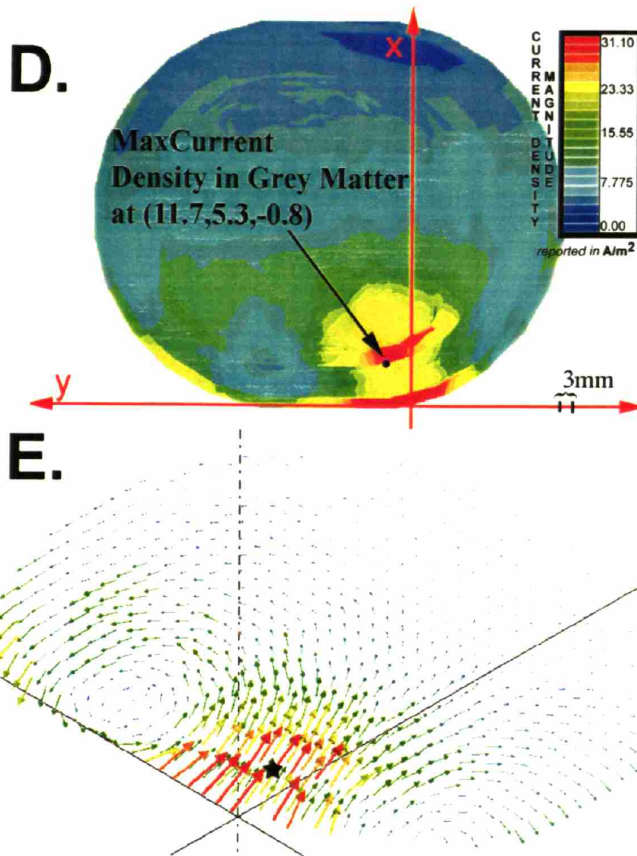 D.
x
MaxCurrent
Density in Grey Matter
at (11.7,5.3,-0.8)
CURRENT DENSITY
MAGNITUDE
31.10
23.33
15.55
7.775
0.00
reported in A/m²
y
3mm
E.